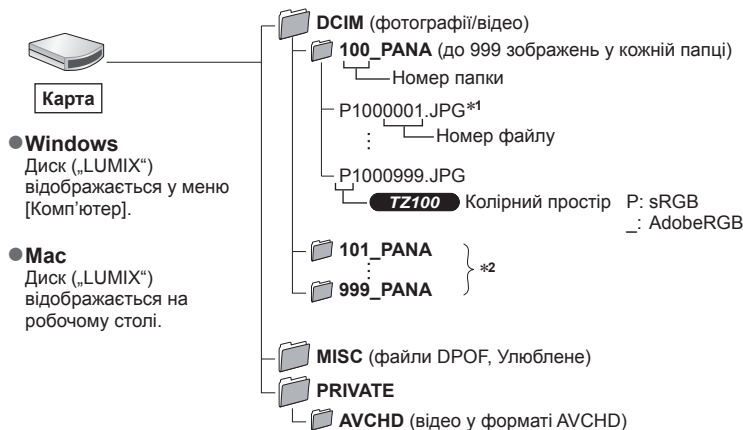 Карта
●Windows
Диск („LUMIX“)
відображається у меню
[Комп’ютер].
●Mac
Диск („LUMIX“)
відображається на
робочому столі.
DCIM (фотографії/відео)
100_PANA (до 999 зображень у кожній папці)
Номер папки
P1000001.JPG*1
Номер файлу
P1000999.JPG
TZ100 Колірний простір P: sRGB
_: AdobeRGB
101_PANA
*2
999_PANA
MISC (файли DPOF, Улюблене)
PRIVATE
AVCHD (відео у форматі AVCHD)